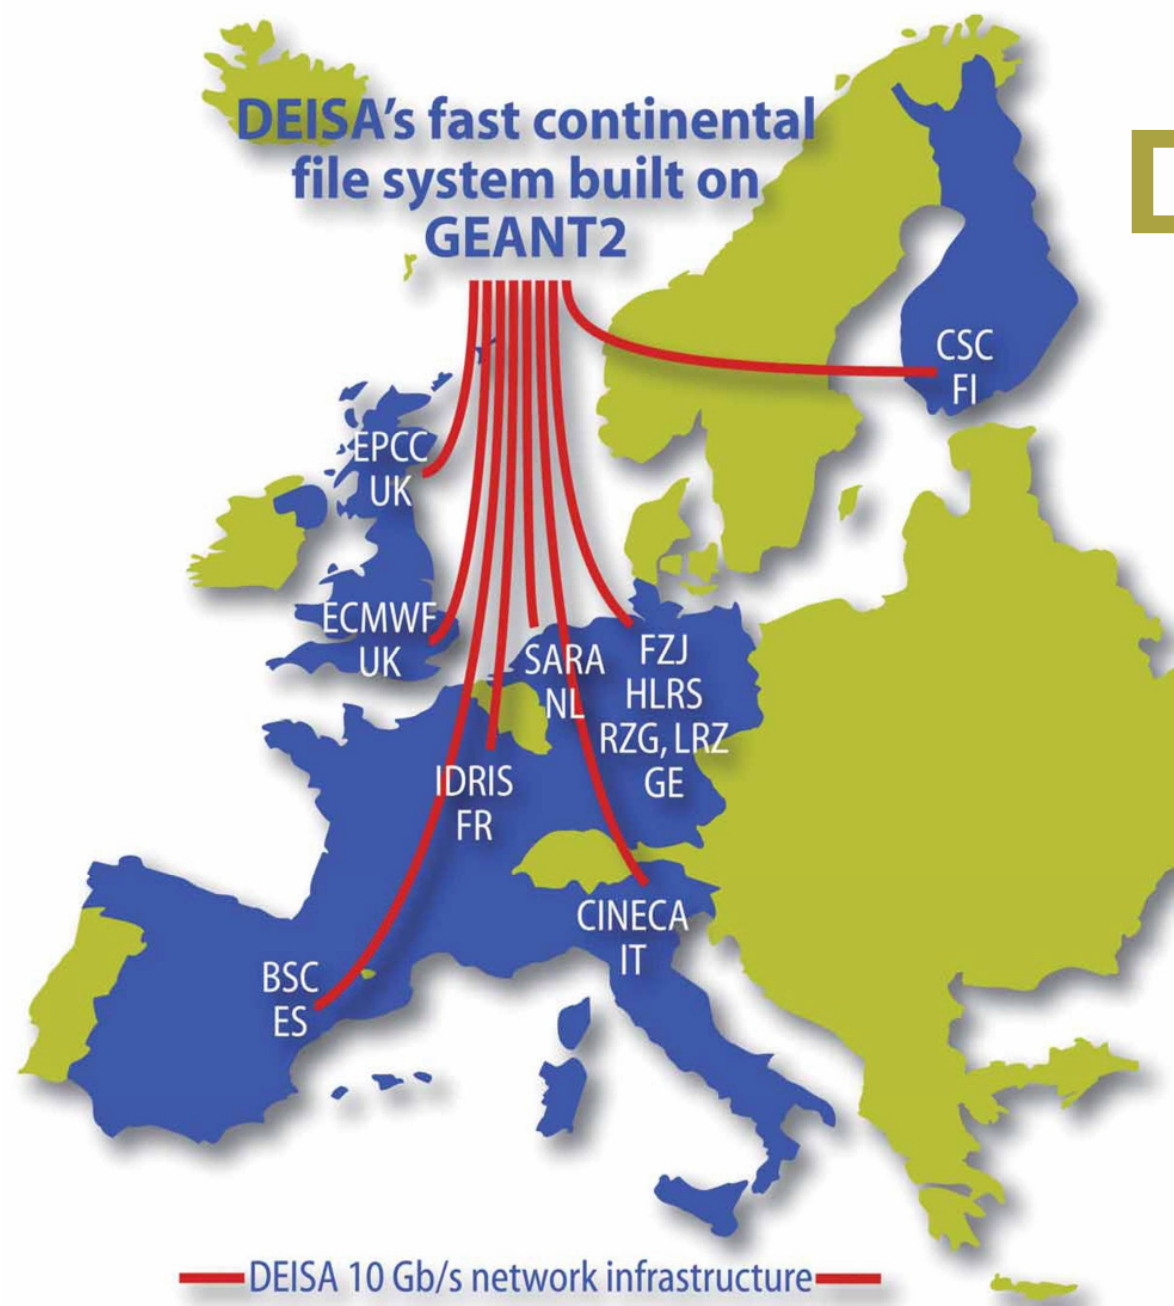 DEISA's fast continental
file system built on
GEANT2
D
CSC
FI
EPCC
UK
ECMWF
UK
SARA
NL
FZJ
HLRS
RZG, LRZ
GE
IDRIS
FR
CINECA
IT
BSC
ES
DEISA 10 Gb/s network infrastructure